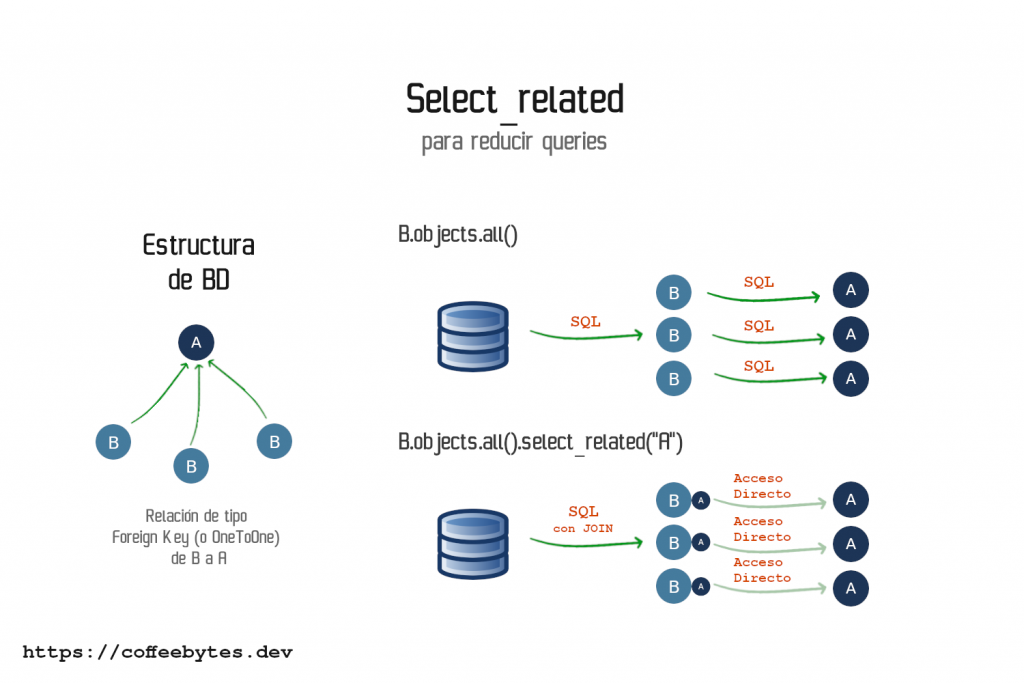 Select_related
para reducir queries
Estructura
de BD
A
B
B
B
Relación de tipo
Foreign Key (o OneToOne)
de B a A
B.objects.all()
SQL
B
SQL
A
B
SQL
A
B
SQL
A
B.objects.all().select_related("A")
SQL
con JOIN
B
A
Acceso
Directo
A
B
A
Acceso
Directo
A
B
A
Acceso
Directo
A
https://coffeebytes.dev